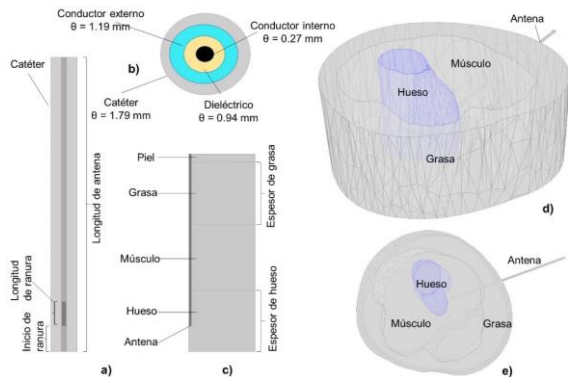 Catéter
Longitud de antena
Longitud
de ranura
Inicio de
ranura
a)
Conductor externo
θ = 1.19 mm
Conductor interno
θ = 0.27 mm
b)
Catéter
θ = 1.79 mm
Dieléctrico
θ = 0.94 mm
Piel
Grasa
Músculo
Hueso
Antena
Espesor de grasa
Espesor de hueso
c)
Antena
Músculo
Hueso
Grasa
d)
Antena
Hueso
Músculo
Grasa
e)